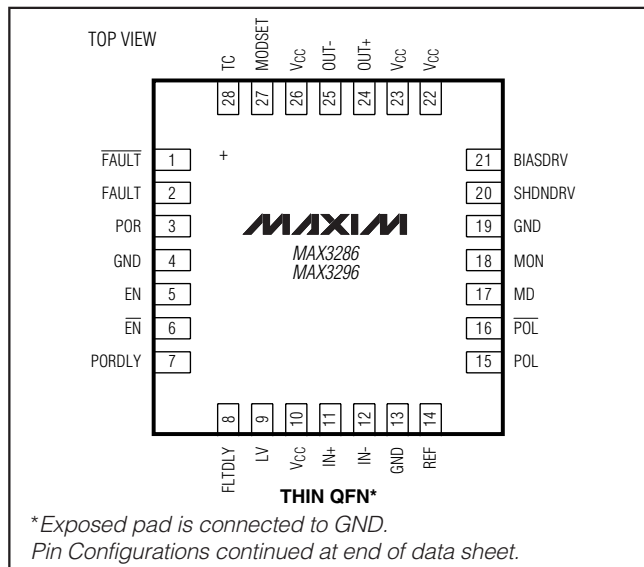 TOP VIEW
TC
MODSET
VCC
OUT-
OUT+
VCC
VCC
28
27
26
25
24
23
22
FAULT 1
FAULT 2
POR 3
GND 4
EN 5
EN 6
PORDLY 7
+
MAXIM
MAX3286
MAX3296
21 BIASDRV
20 SHDNDRV
19 GND
18 MON
17 MD
16 POL
15 POL
8
9
10
11
12
13
14
FLTDLY
LV
VCC
IN+
IN-
GND
REF
THIN QFN*
*Exposed pad is connected to GND.
Pin Configurations continued at end of data sheet.